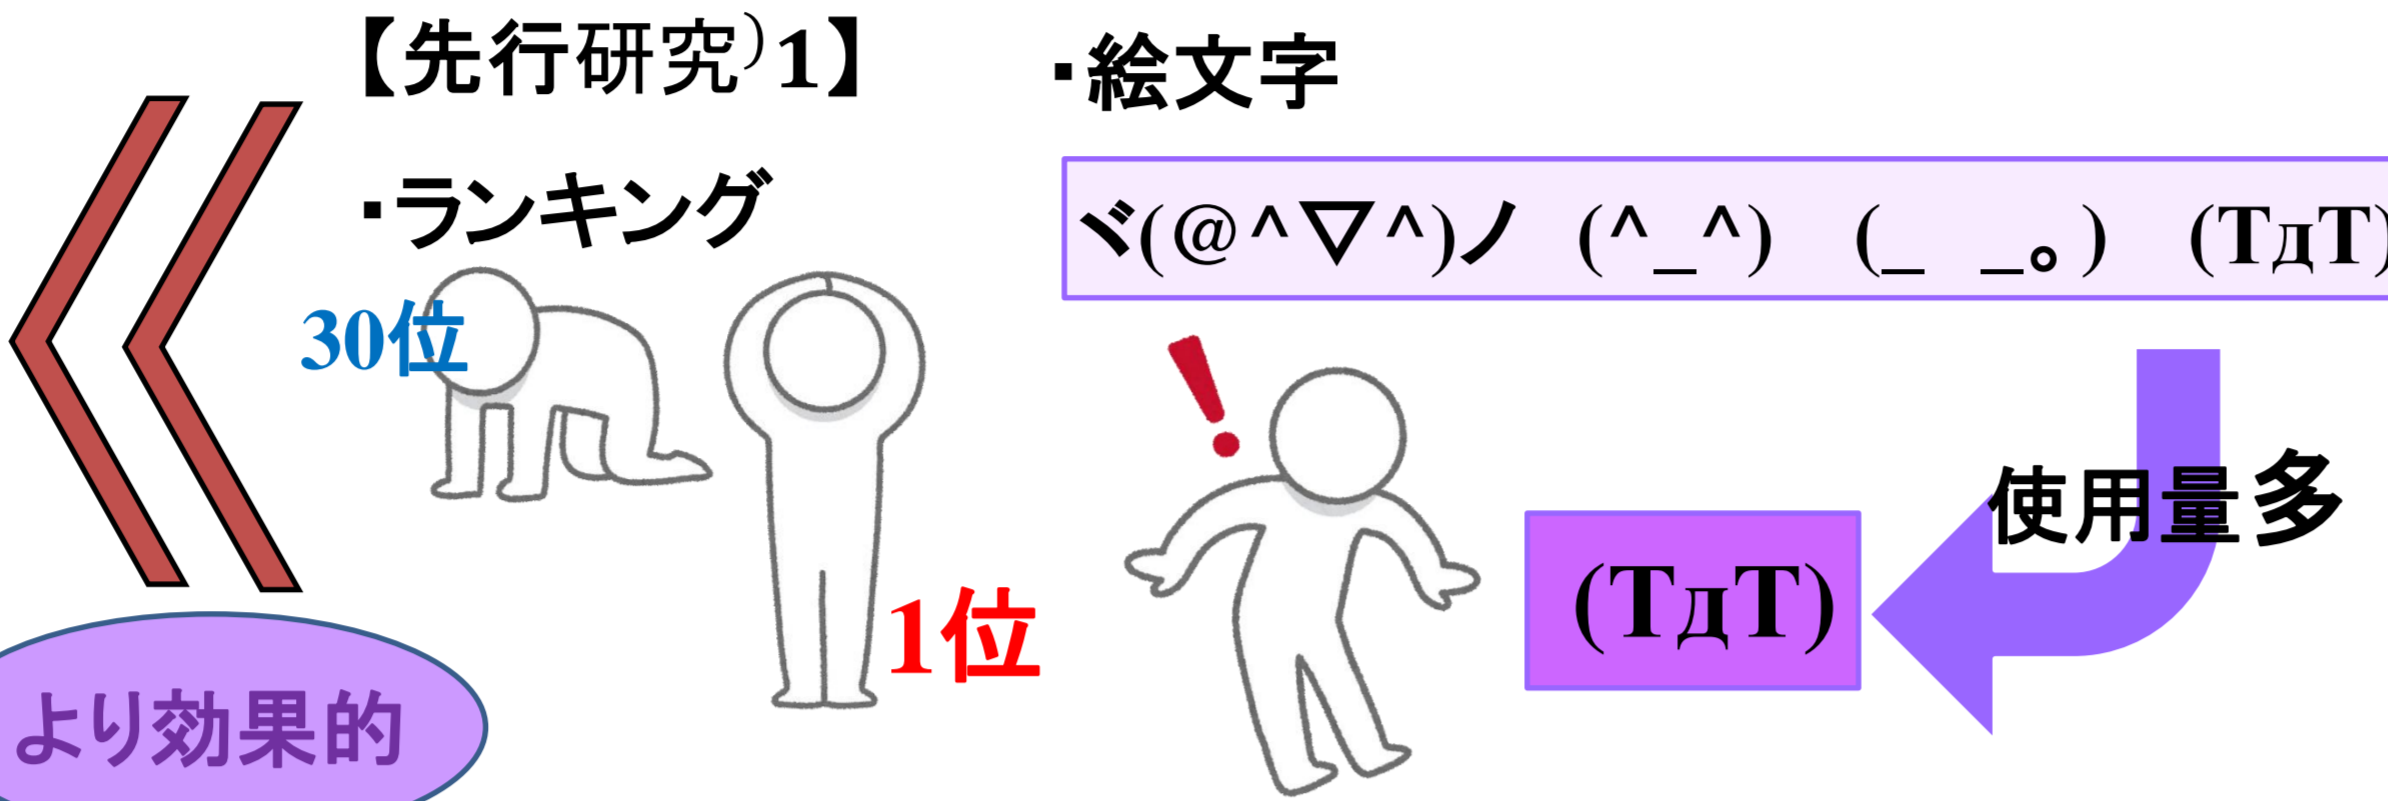 【先行研究)1】
・ランキング
30位
1位
より効果的
・絵文字
ヾ(@^▽^)ノ (^_^) (_ _。) (TдT)
使用量多
(TдT)